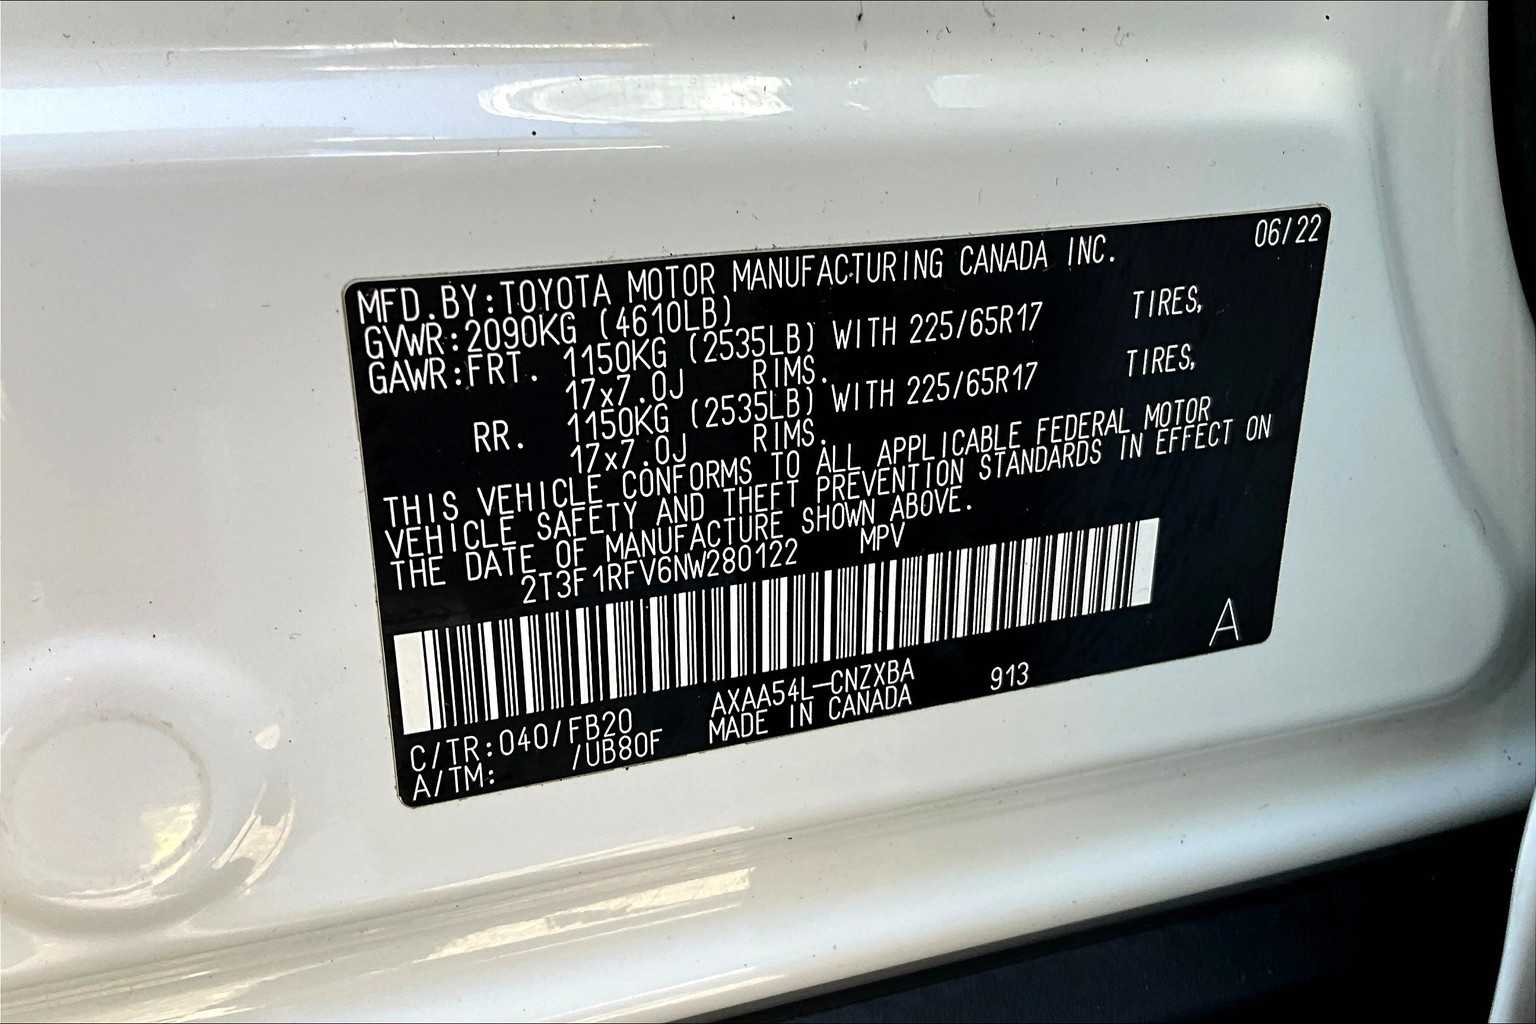 06/22
MFD.BY:TOYOTA MOTOR MANUFACTURING CANADA INC.
GVWR:2090KG (4610LB)
GAWR:FRT. 1150KG (2535LB) WITH 225/65R17 TIRES,
17x7.0J RIMS.
RR. 1150KG (2535LB) WITH 225/65R17 TIRES,
17x7.0J RIMS.
THIS VEHICLE CONFORMS TO ALL APPLICABLE FEDERAL MOTOR
VEHICLE SAFETY AND THEFT PREVENTION STANDARDS IN EFFECT ON
THE DATE OF MANUFACTURE SHOWN ABOVE.
2T3F1RFV6NW280122 MPV
A
C/TR:040/FB20 AXAA54L-CNZXBA 913
A/TM: /UB80F MADE IN CANADA